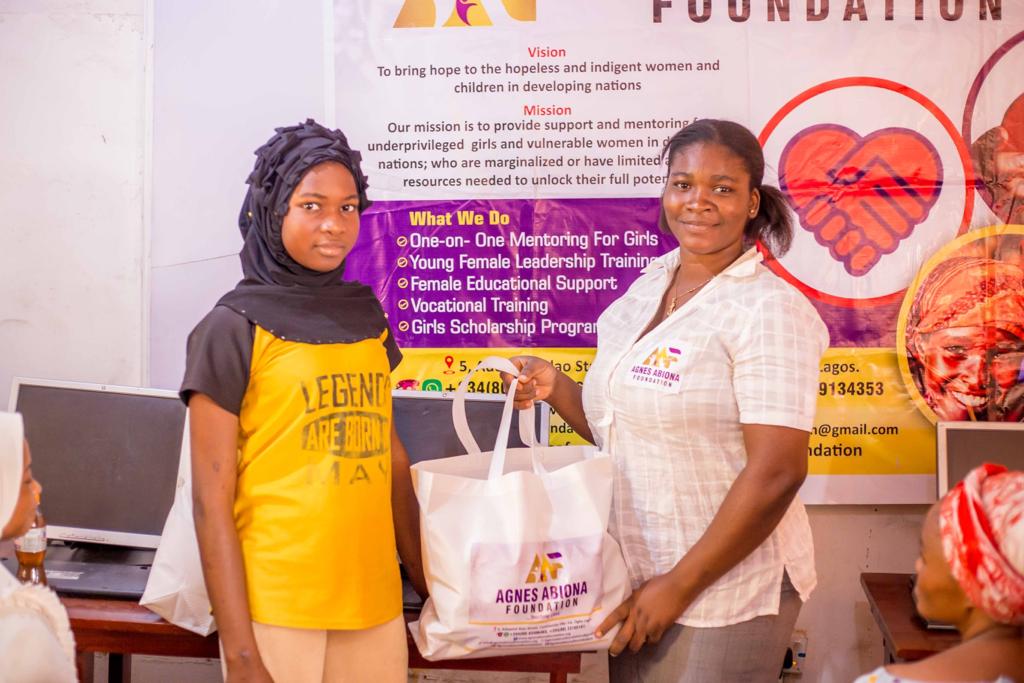 FOUNDATION
Vision
To bring hope to the hopeless and indigent women and
children in developing nations
Mission
Our mission is to provide support and mentoring
underprivileged girls and vulnerable women in
nations; who are marginalized or have limited
resources needed to unlock their full
What We Do
One-on- One Mentoring For Girls
Young Female Leadership Training
Female Educational Support
Vocational Training
Girls Scholarship Program
5,
Lagos.
9134353
@gmail.com
ndation
LEGENDS
ARE BORN
MAY
AGNES ABIONA
FOUNDATION
AGNES ABIONA
FOUNDATION